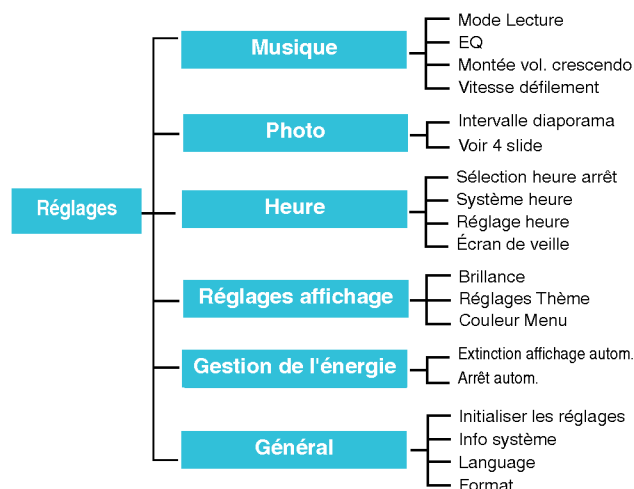 Réglages
Musique
Mode Lecture
EQ
Montée vol. crescendo
Vitesse défilement
Photo
Intervalle diaporama
Voir 4 slide
Heure
Sélection heure arrêt
Système heure
Réglage heure
Écran de veille
Réglages affichage
Brillance
Réglages Thème
Couleur Menu
Gestion de l'énergie
Extinction affichage autom.
Arrêt autom.
Général
Initialiser les réglages
Info système
Language
Format